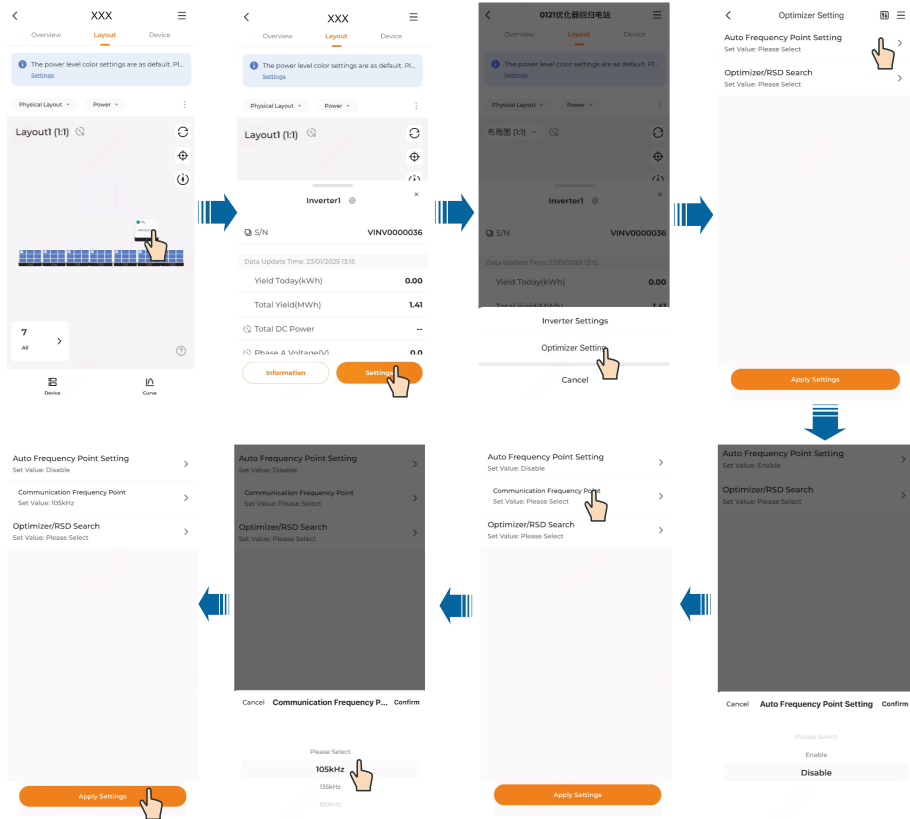 XXX
Overview Layout Device
The power level color settings are as default. Pl...
Settings
Physical Layout Power
Layout1 (1:1)
7
All
Device Curve
XXX
Overview Layout Device
The power level color settings are as default. Pl...
Settings
Physical Layout Power
Layout1 (1:1)
Inverter1
S/N VINV0000036
Data Update Time: 23/01/2025 13:15
Yield Today(kWh) 0.00
Total Yield(MWh) 1.41
Total DC Power --
Phase A Voltage(V) 0.0
Information Settings
0121优化器回归电站
Overview Layout Device
The power level color settings are as default. Pl...
Settings
Physical Layout Power
布局图 (1:1)
Inverter1
S/N VINV0000036
Data Update Time: 23/01/2025 13:15
Yield Today(kWh) 0.00
Total Yield(MWh) 1.41
Inverter Settings
Optimizer Setting
Cancel
Optimizer Setting
Auto Frequency Point Setting
Set Value: Please Select
Optimizer/RSD Search
Set Value: Please Select
Apply Settings
Auto Frequency Point Setting
Set Value: Enable
Optimizer/RSD Search
Set Value: Please Select
Cancel Auto Frequency Point Setting Confirm
Please Select
Enable
Disable
Auto Frequency Point Setting
Set Value: Disable
Communication Frequency Point
Set Value: Please Select
Optimizer/RSD Search
Set Value: Please Select
Apply Settings
Auto Frequency Point Setting
Set Value: Disable
Communication Frequency Point
Set Value: Please Select
Optimizer/RSD Search
Set Value: Please Select
Cancel Communication Frequency P... Confirm
Please Select
105kHz
135kHz
190kHz
Auto Frequency Point Setting
Set Value: Disable
Communication Frequency Point
Set Value: 105kHz
Optimizer/RSD Search
Set Value: Please Select
Apply Settings